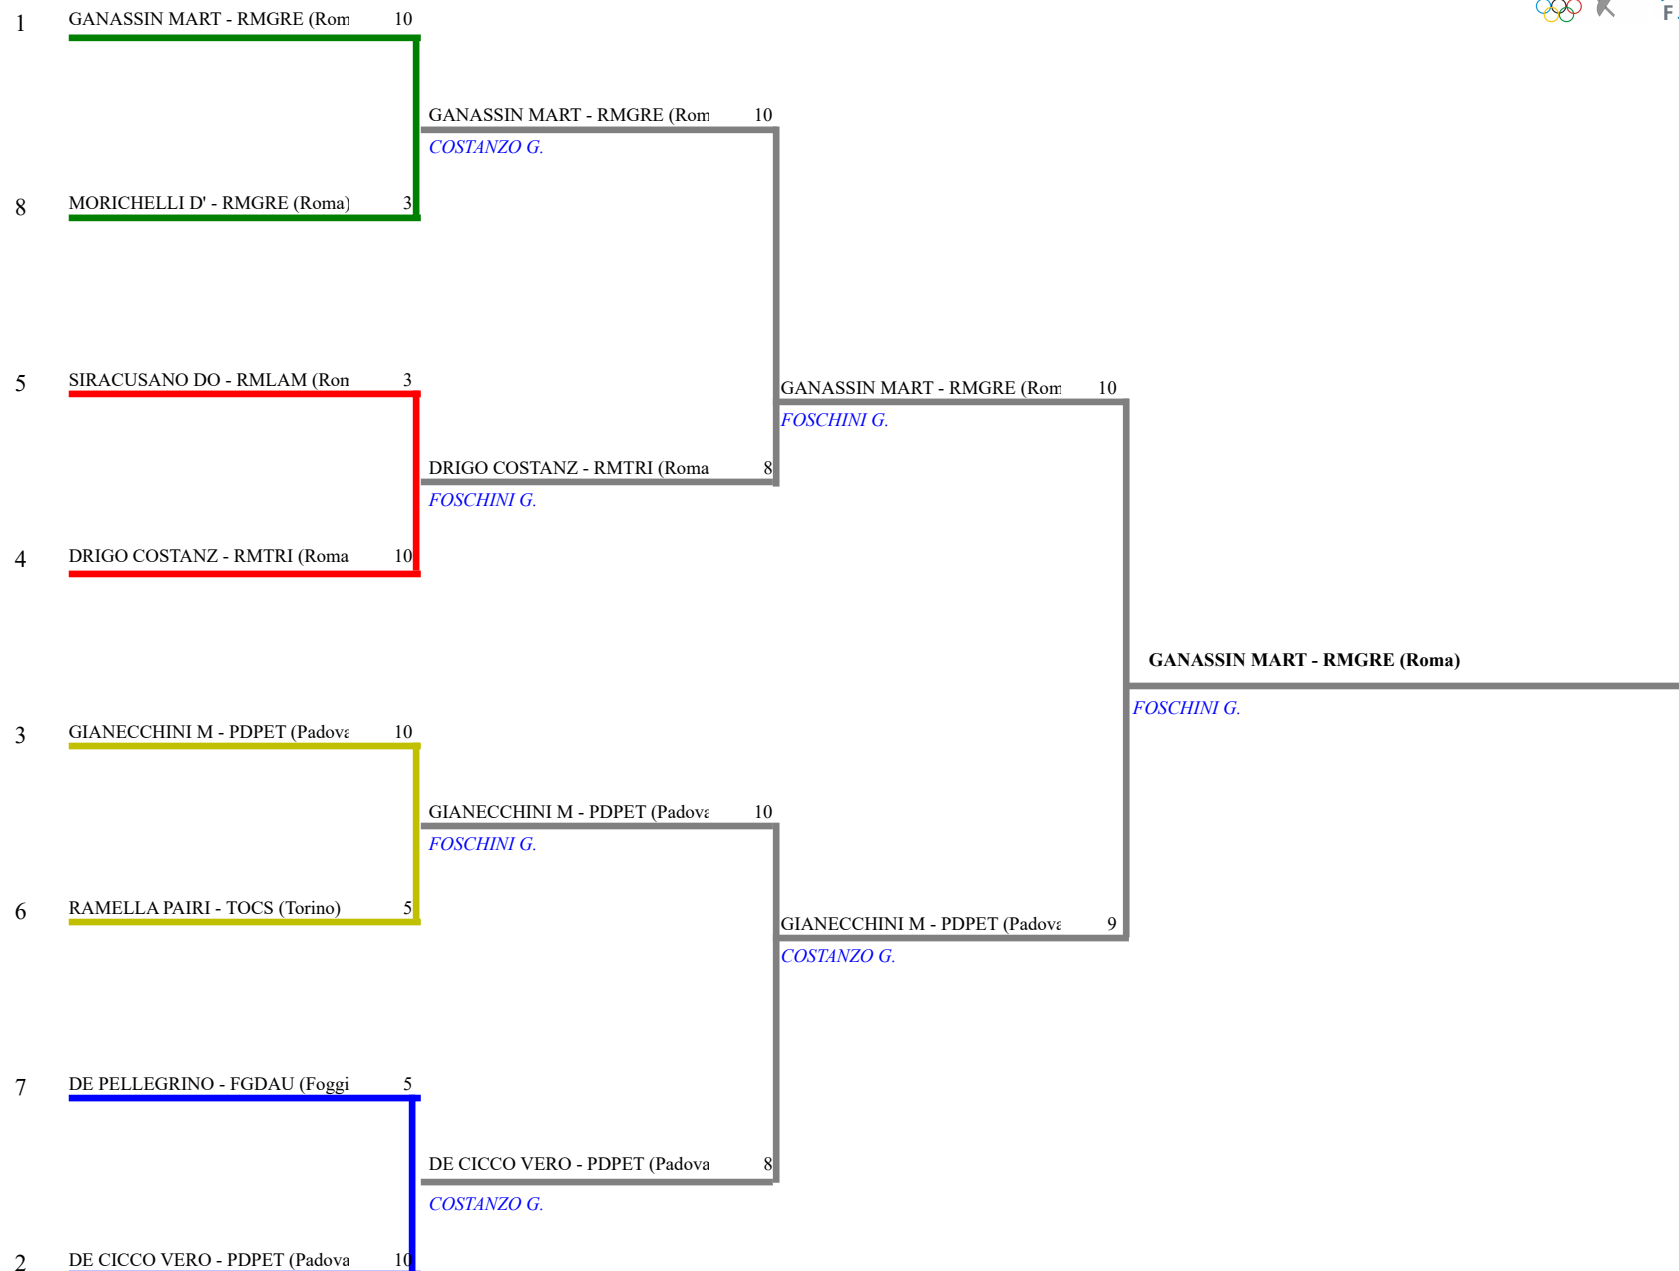 F
1 GANASSIN MART - RMGRE (Rom 10
GANASSIN MART - RMGRE (Rom 10
COSTANZO G.
8 MORICHELLI D' - RMGRE (Roma) 3
5 SIRACUSANO DO - RMLAM (Ron 3
GANASSIN MART - RMGRE (Rom 10
FOSCHINI G.
DRIGO COSTANZ - RMTRI (Roma 8
FOSCHINI G.
4 DRIGO COSTANZ - RMTRI (Roma 10
GANASSIN MART - RMGRE (Roma)
FOSCHINI G.
3 GIANECCHINI M - PDPET (Padova 10
GIANECCHINI M - PDPET (Padova 10
FOSCHINI G.
6 RAMELLA PAIRI - TOCS (Torino) 5
GIANECCHINI M - PDPET (Padova 9
COSTANZO G.
7 DE PELLEGRINO - FGDAU (Foggi 5
DE CICCO VERO - PDPET (Padova 8
COSTANZO G.
2 DE CICCO VERO - PDPET (Padova 10